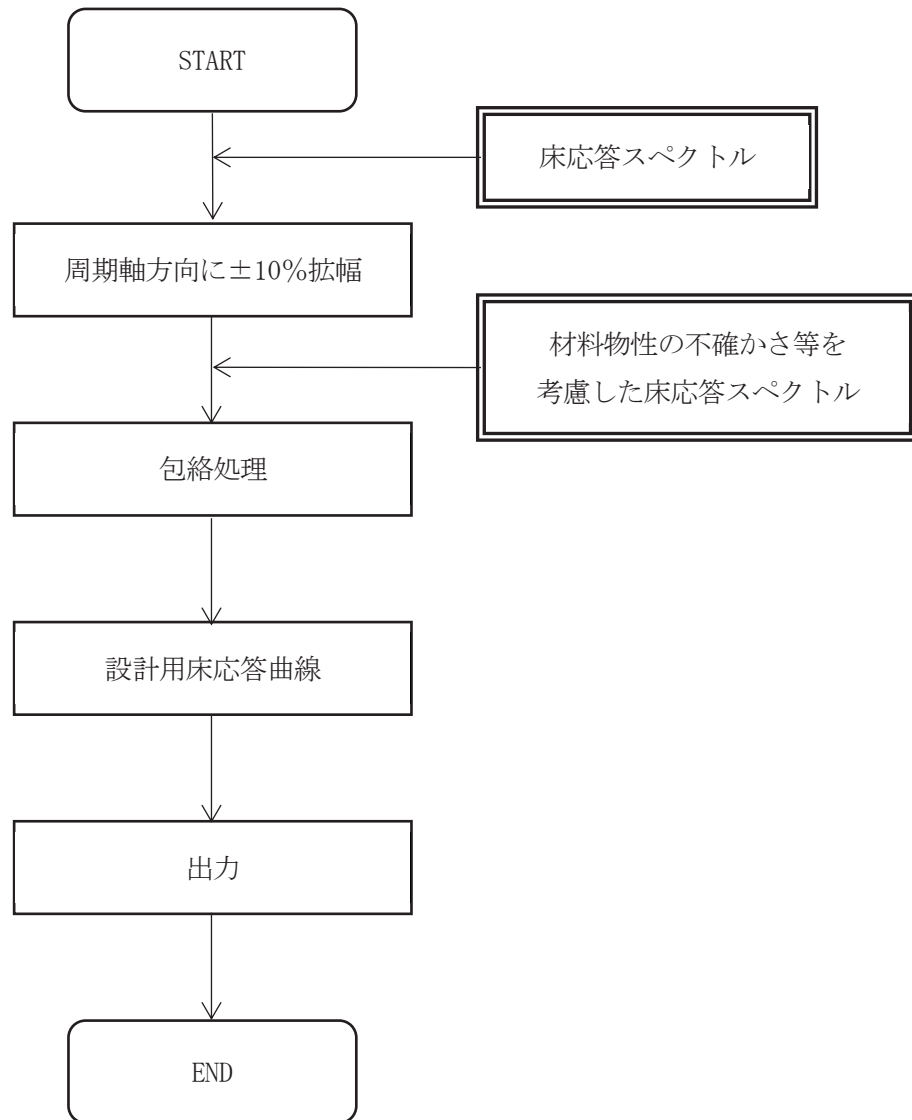 START
床応答スペクトル
周期軸方向に±10％拡幅
材料物性の不確かさ等を
考慮した床応答スペクトル
包絡処理
設計用床応答曲線
出力
END